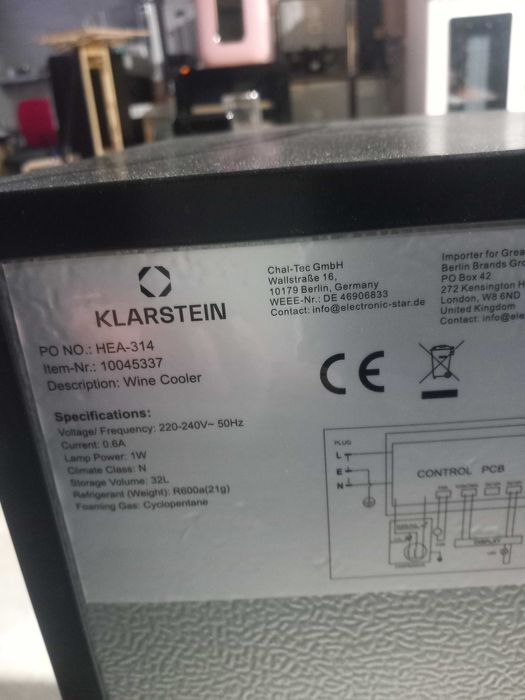 KLARSTEIN
PO NO.: HEA-314
Item-Nr.: 10045337
Description: Wine Cooler
Chal-Tec GmbH
Wallstraße 16,
10179 Berlin, Germany
WEEE-Nr.: DE 46906833
Contact: info@electronic-star.de
Importer for Grea
Berlin Brands Gro
PO Box 42
272 Kensington H
London, W8 6ND
United Kingdom
Contact: info@ele
CE
Specifications:
Voltage/ Frequency: 220-240V~ 50Hz
Current: 0.6A
Lamp Power: 1W
Climate Class: N
Storage Volume: 32L
Refrigerant (Weight): R600a(21g)
Foaming Gas: Cyclopentane
PLUG
L
E
N
CONTROL PCB
DISPLAY